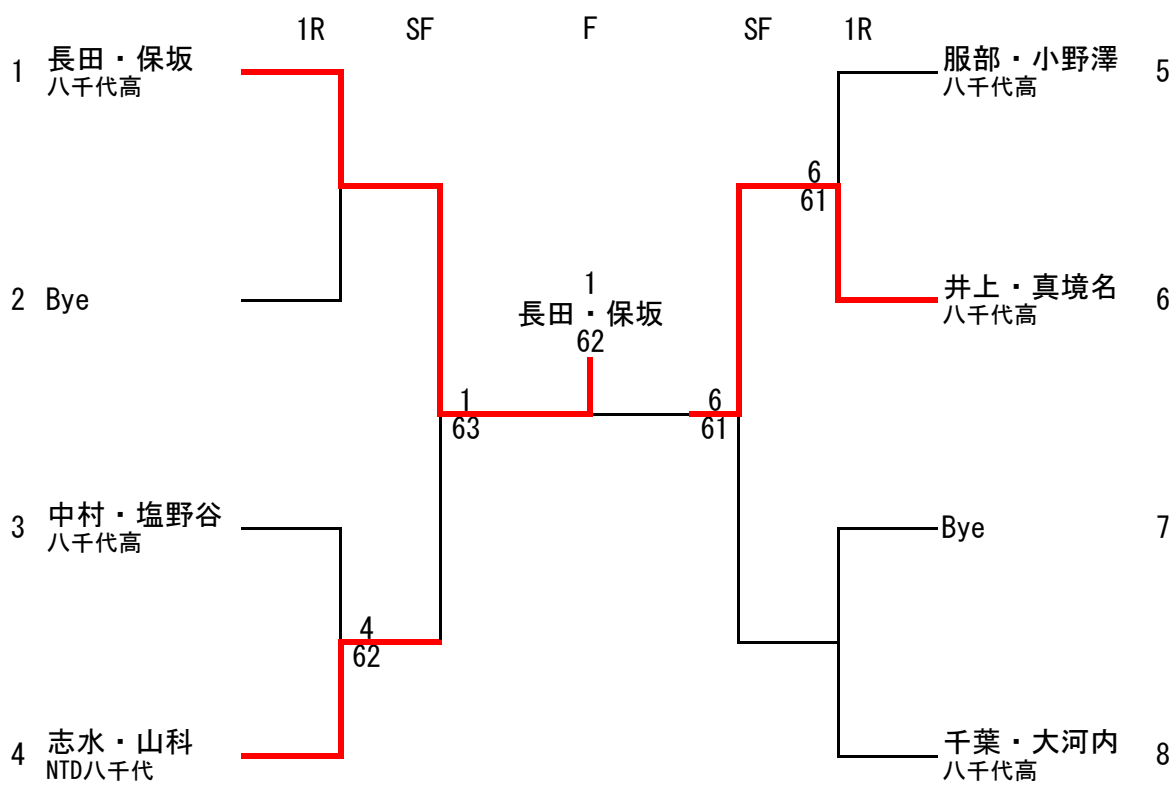 1R SF F SF 1R
1 長田・保坂
八千代高
服部・小野澤 5
八千代高
6
61
2 Bye
1
長田・保坂
62
井上・真境名 6
八千代高
1
63
6
61
3 中村・塩野谷
八千代高
Bye 7
4
62
4 志水・山科
NTD八千代
千葉・大河内 8
八千代高